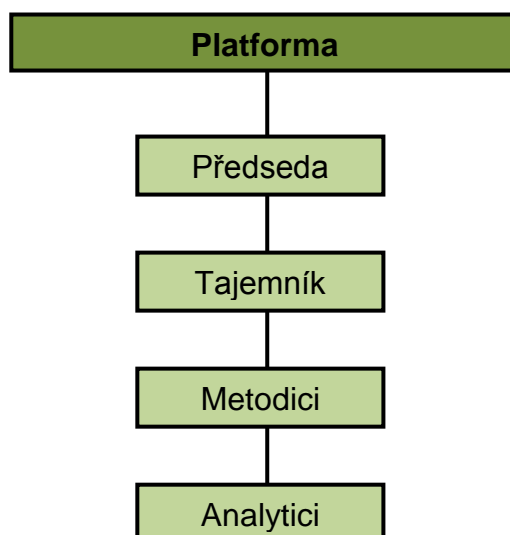 Platforma
Předseda
Tajemník
Metodici
Analytici